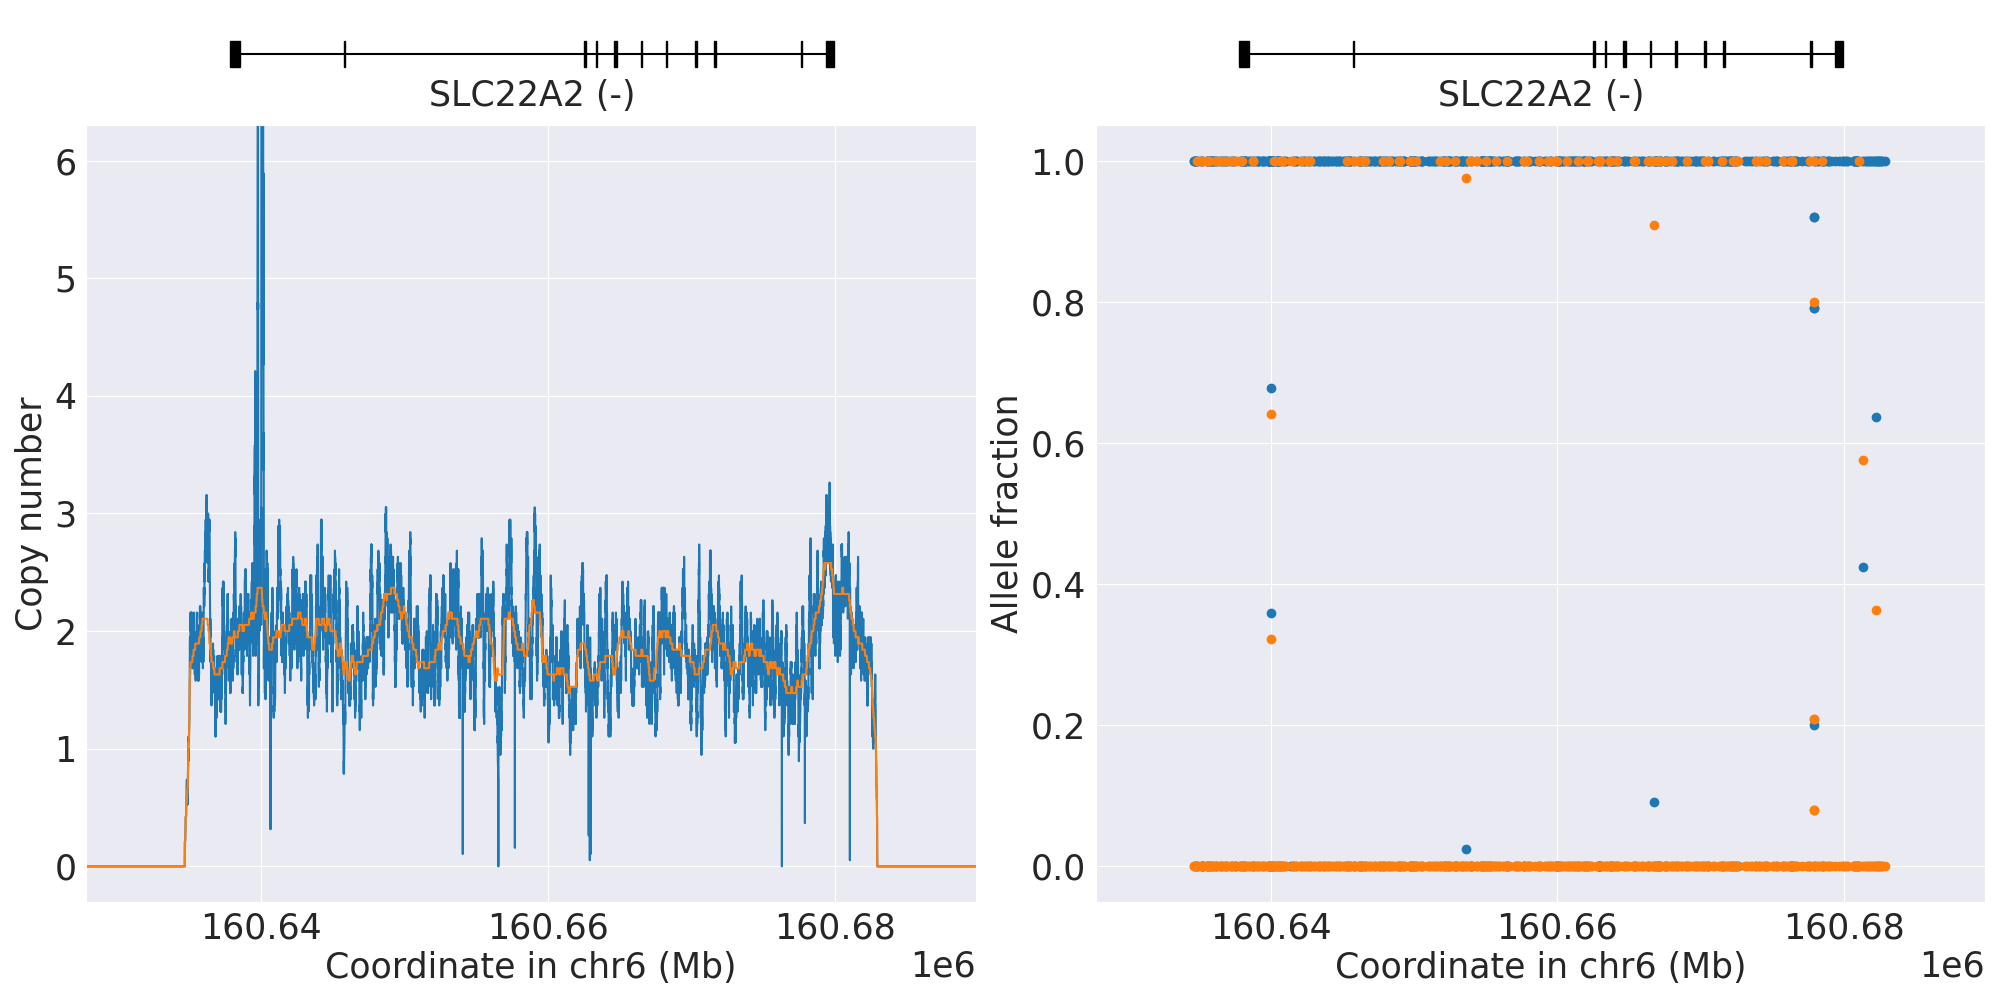 SLC22A2 (-)
6
5
4
3
2
1
0
Copy number
160.64
160.66
160.68
Coordinate in chr6 (Mb)
1e6
SLC22A2 (-)
1.0
0.8
0.6
0.4
0.2
0.0
Allele fraction
160.64
160.66
160.68
Coordinate in chr6 (Mb)
1e6